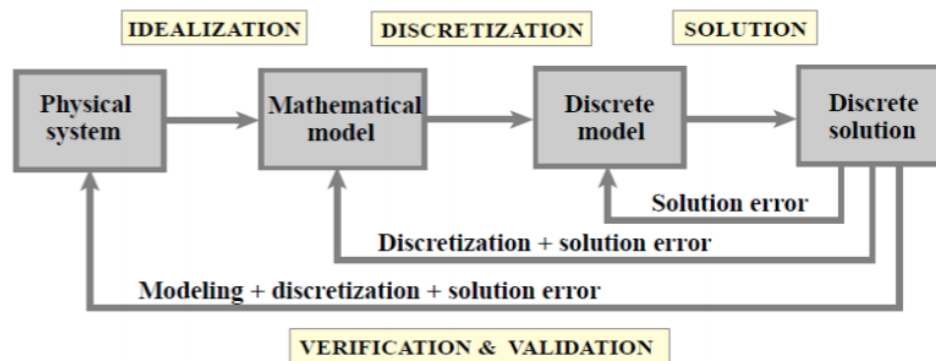 IDEALIZATION
DISCRETIZATION
SOLUTION
Physical
system
Mathematical
model
Discrete
model
Discrete
solution
Solution error
Discretization + solution error
Modeling + discretization + solution error
VERIFICATION & VALIDATION